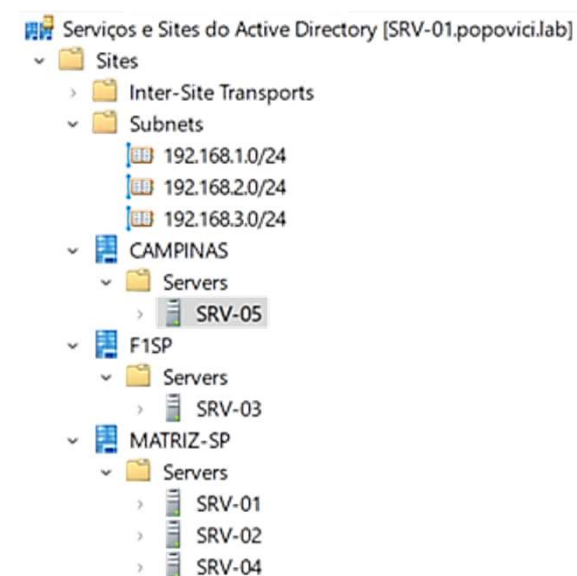 Serviços e Sites do Active Directory [SRV-01.popovici.lab]
Sites
Inter-Site Transports
Subnets
192.168.1.0/24
192.168.2.0/24
192.168.3.0/24
CAMPINAS
Servers
SRV-05
F1SP
Servers
SRV-03
MATRIZ-SP
Servers
SRV-01
SRV-02
SRV-04